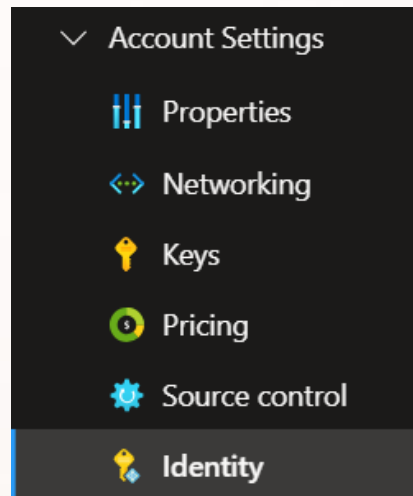 Account Settings
Properties
Networking
Keys
Pricing
Source control
Identity